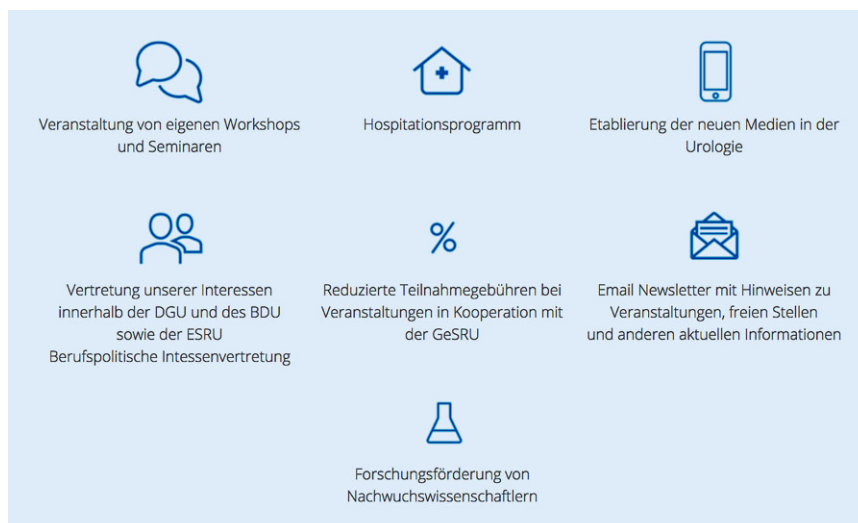 Veranstaltung von eigenen Workshops
und Seminaren
Hospitationsprogramm
Etablierung der neuen Medien in der
Urologie
Vertretung unserer Interessen
innerhalb der DGU und des BDU
sowie der ESRU
Berufspolitische Intessenvertretung
%
Reduzierte Teilnahmegebühren bei
Veranstaltungen in Kooperation mit
der GeSRU
Email Newsletter mit Hinweisen zu
Veranstaltungen, freien Stellen
und anderen aktuellen Informationen
Forschungsförderung von
Nachwuchswissenschaftlern